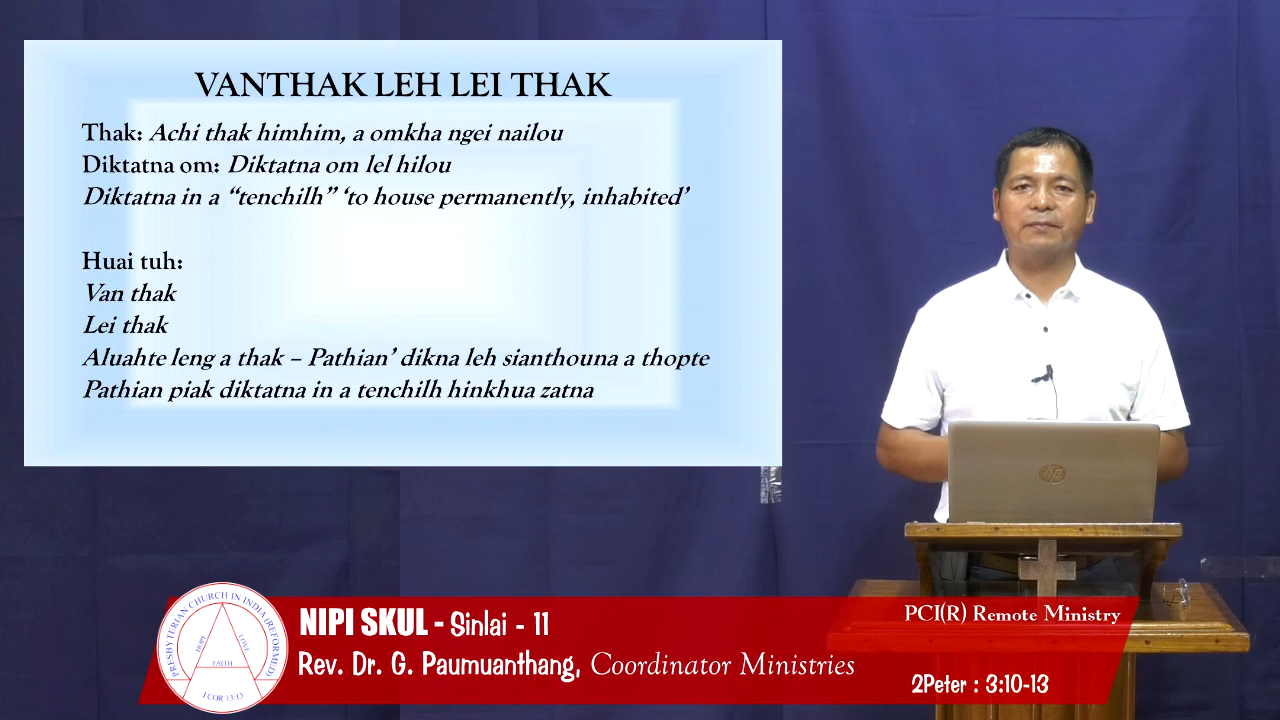 VANTHAK LEH LEI THAK
Thak: Achi thak himhim, a omkha ngei nailou
Diktatna om: Diktatna om lel hilou
Diktatna in a “tenchilh” ‘to house permanently, inhabited’
Huai tuh:
Van thak
Lei thak
Aluahte leng a thak – Pathian’ dikna leh sianthouna a thopte
Pathian piak diktatna in a tenchilh hinkhua zatna
hp
PRESBYTERIAN CHURCH IN INDIA (REFORMED)
HOPE
LOVE
FAITH
I COR 13:13
NIPI SKUL - Sinlai - 11
Rev. Dr. G. Paumuanthang, Coordinator Ministries
PCI(R) Remote Ministry
2Peter : 3:10-13